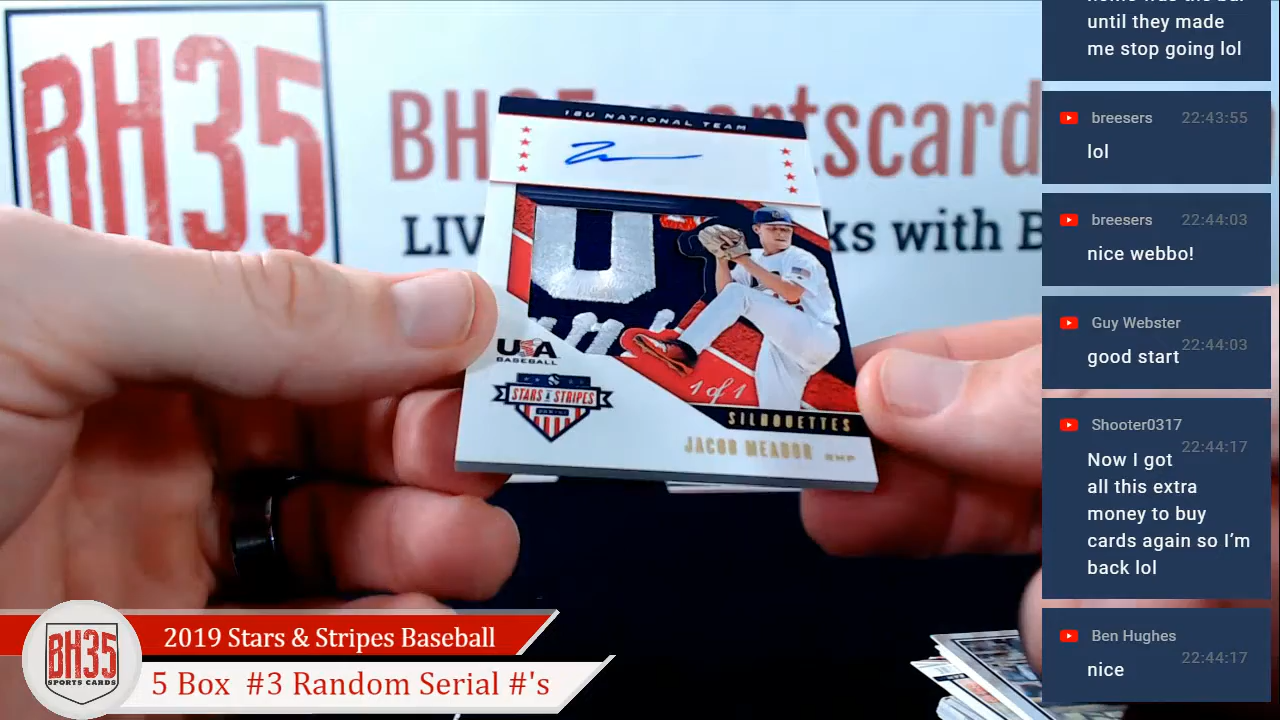 BH35
BH
sportscard
LIV
ks with B
18U NATIONAL TEAM
U
USA
BASEBALL
STARS & STRIPES
PANINI
1 of 1
SILHOUETTES
JACOB MEADOR RHP
until they made
me stop going lol
breesers 22:43:55
lol
breesers 22:44:03
nice webbo!
Guy Webster 22:44:03
good start
Shooter0317 22:44:17
Now I got
all this extra
money to buy
cards again so I'm
back lol
Ben Hughes 22:44:17
nice
BH35
SPORTS CARDS
2019 Stars & Stripes Baseball
5 Box #3 Random Serial #'s